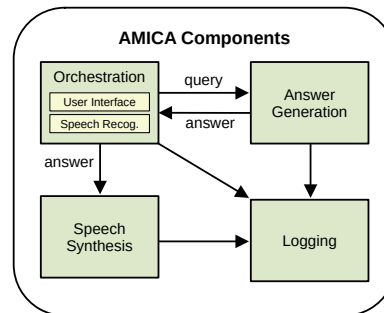 AMICA Components
Orchestration
User Interface
Speech Recog.
query
answer
Answer
Generation
answer
Speech
Synthesis
Logging